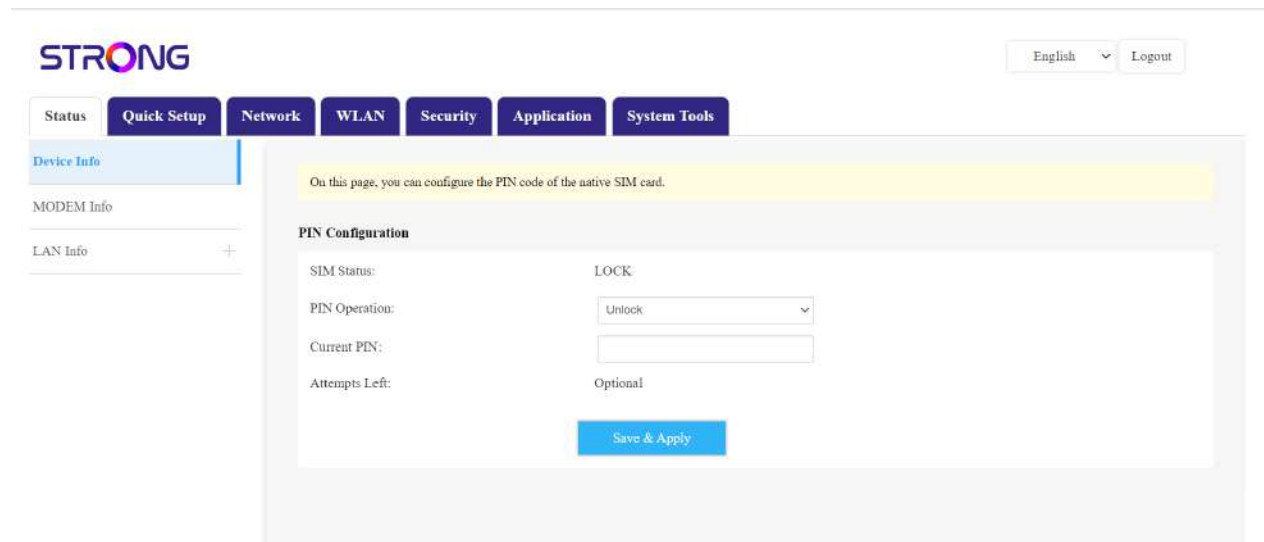 STRONG
English Logout
Status Quick Setup Network WLAN Security Application System Tools
Device Info
On this page, you can configure the PIN code of the native SIM card.
MODEM Info
PIN Configuration
LAN Info
SIM Status: LOCK
PIN Operation: Unlock
Current PIN:
Attempts Left: Optional
Save & Apply